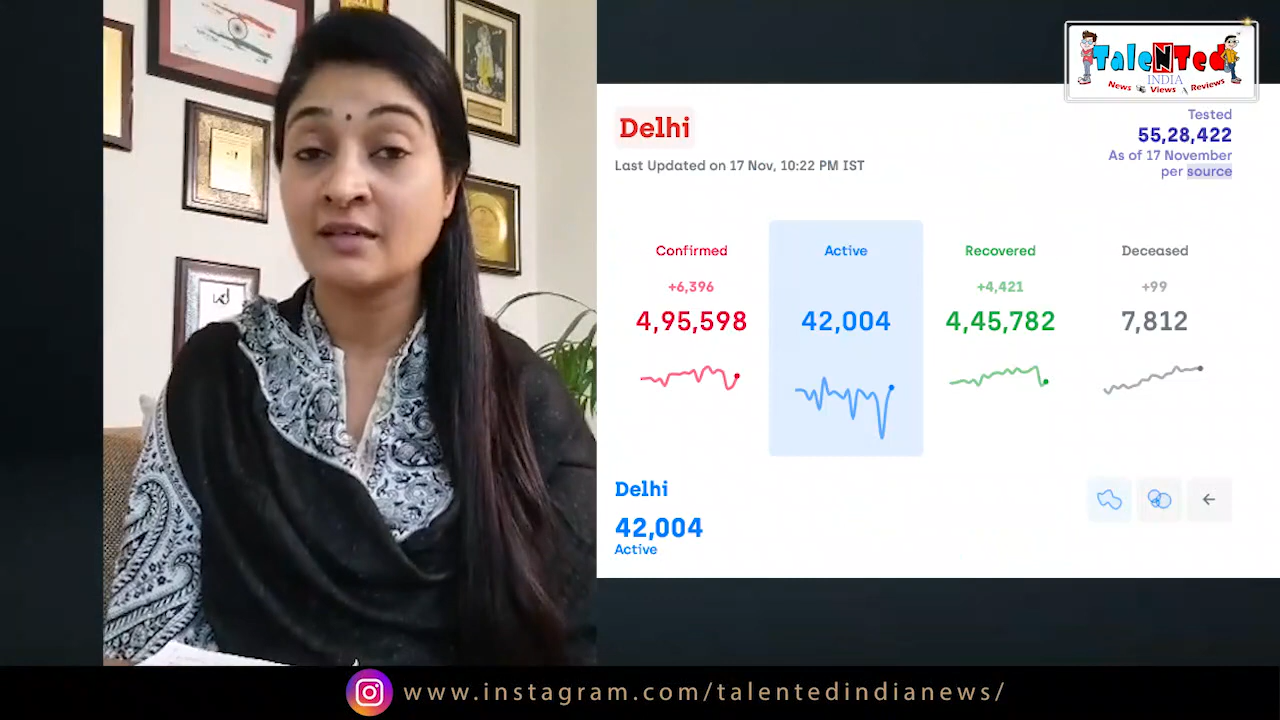 TaleNTed
INDIA
News Views Reviews
Delhi
Last Updated on 17 Nov, 10:22 PM IST
Tested
55,28,422
As of 17 November
per source
Confirmed
+6,396
4,95,598
Active
42,004
Recovered
+4,421
4,45,782
Deceased
+99
7,812
Delhi
42,004
Active
www.instagram.com/talentedindianews/